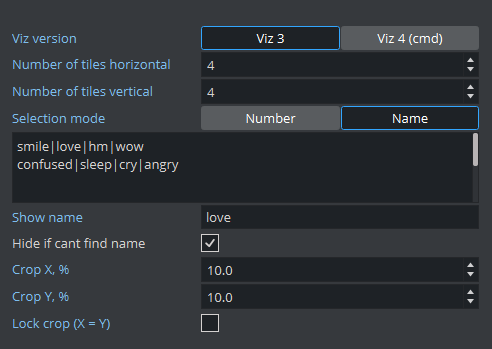 Viz version Viz 3 Viz 4 (cmd)
Number of tiles horizontal 4
Number of tiles vertical 4
Selection mode Number Name
smile|love|hm|wow
confused|sleep|cry|angry
Show name love
Hide if cant find name
Crop X, % 10.0
Crop Y, % 10.0
Lock crop (X = Y)